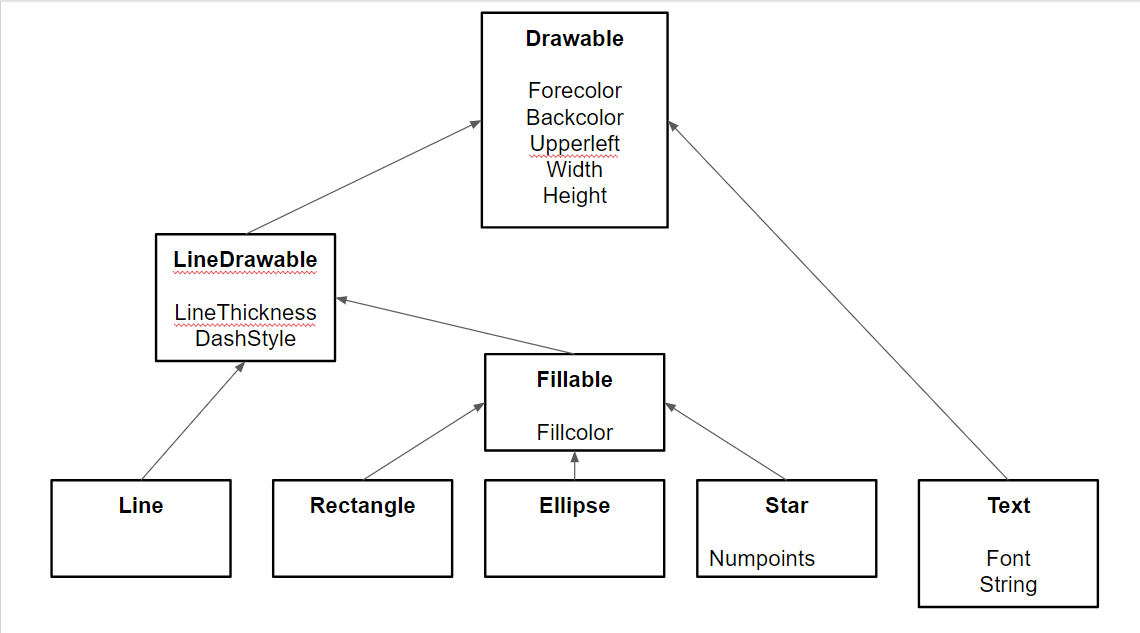 Drawable
Forecolor
Backcolor
Upperleft
Width
Height
LineDrawable
LineThickness
DashStyle
Fillable
Fillcolor
Line
Rectangle
Ellipse
Star
Numpoints
Text
Font
String